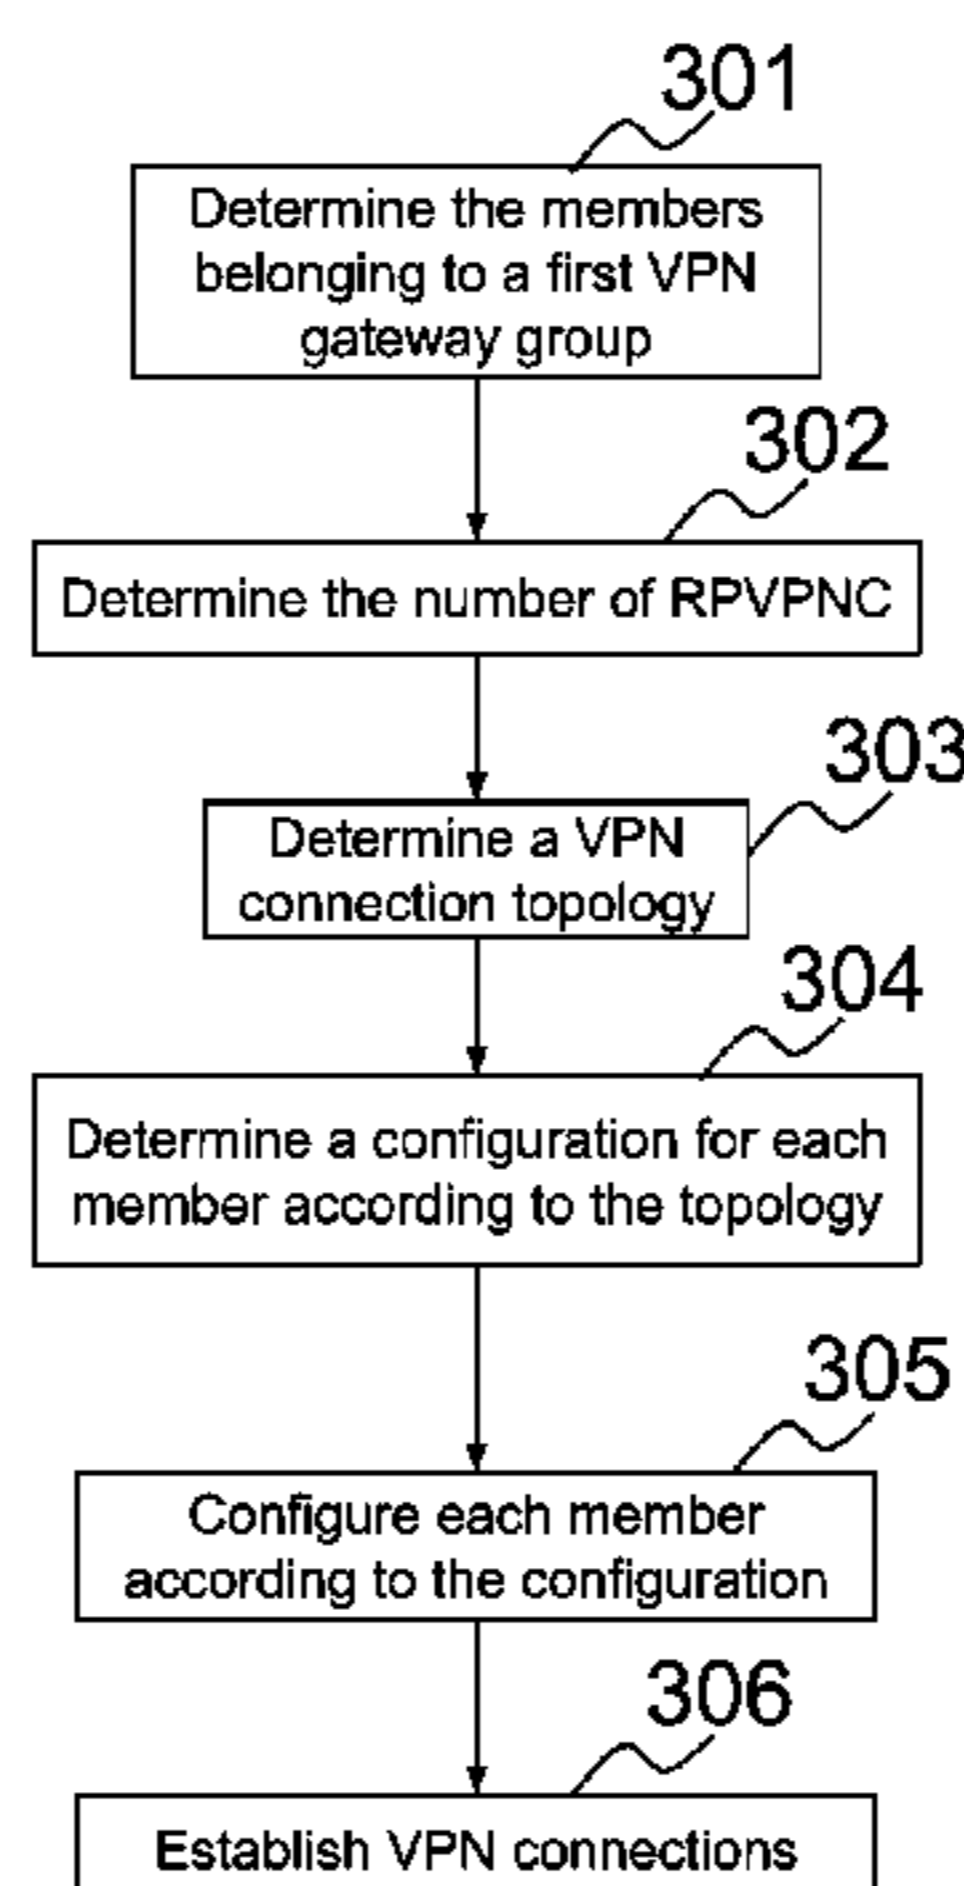 301
Determine the members
belonging to a first VPN
gateway group
302
Determine the number of RPVPNC
303
Determine a VPN
connection topology
304
Determine a configuration for each
member according to the topology
305
Configure each member
according to the configuration
306
Establish VPN connections